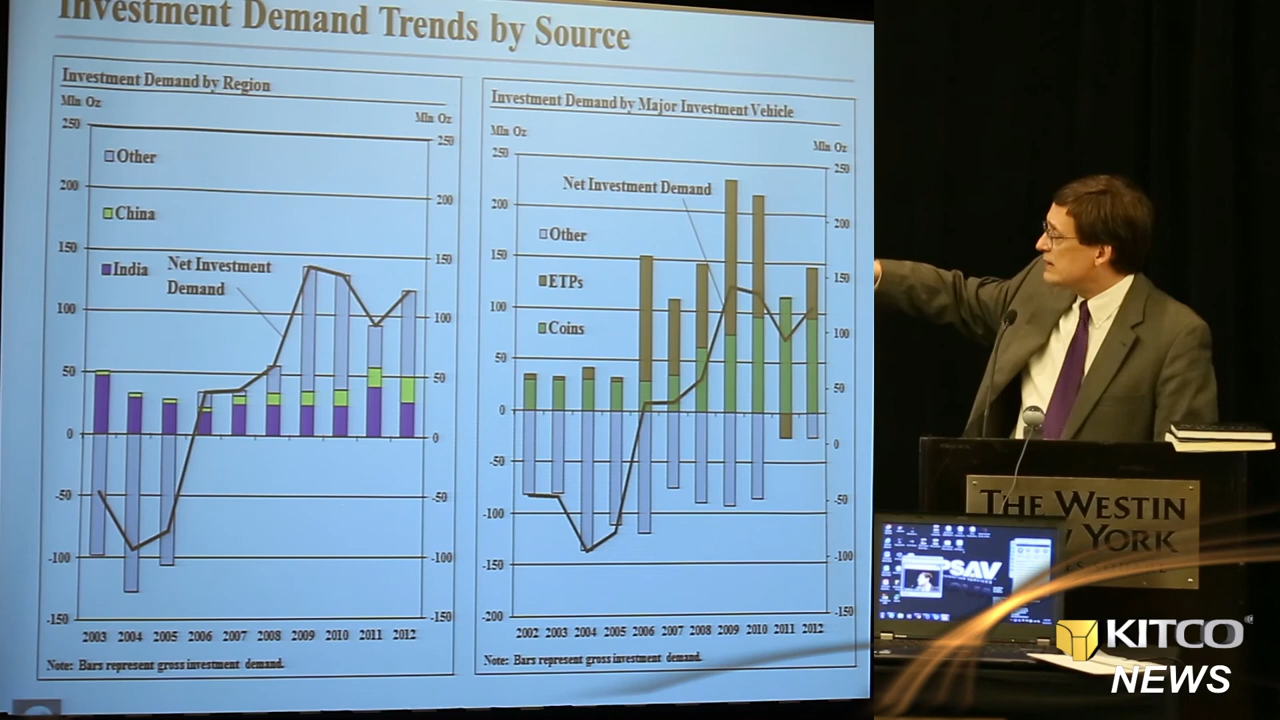 Investment Demand Trends by Source
Investment Demand by Region
Mln Oz
Mln Oz
250
200
150
100
50
0
-50
-100
-150
250
200
150
100
50
0
-50
-100
-150
Other
China
India
Net Investment
Demand
2003 2004 2005 2006 2007 2008 2009 2010 2011 2012
Note: Bars represent gross investment demand.
Investment Demand by Major Investment Vehicle
Mln Oz
Mln Oz
250
200
150
100
50
0
-50
-100
-150
-200
250
200
150
100
50
0
-50
-100
-150
Net Investment Demand
Other
ETPs
Coins
2002 2003 2004 2005 2006 2007 2008 2009 2010 2011 2012
Note: Bars represent gross investment demand.
THE WESTIN
YORK
PSAV
KITCO
NEWS